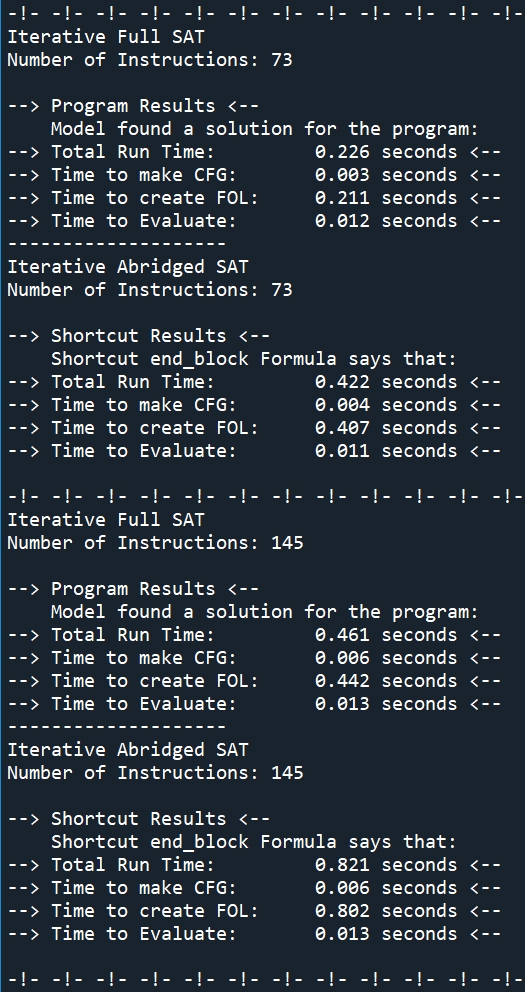 -!- -!- -!- -!- -!- -!- -!- -!- -!- -!- -!- -!-
Iterative Full SAT
Number of Instructions: 73
--> Program Results <--
Model found a solution for the program:
--> Total Run Time: 0.226 seconds <--
--> Time to make CFG: 0.003 seconds <--
--> Time to create FOL: 0.211 seconds <--
--> Time to Evaluate: 0.012 seconds <--
--------------------
Iterative Abridged SAT
Number of Instructions: 73
--> Shortcut Results <--
Shortcut end_block Formula says that:
--> Total Run Time: 0.422 seconds <--
--> Time to make CFG: 0.004 seconds <--
--> Time to create FOL: 0.407 seconds <--
--> Time to Evaluate: 0.011 seconds <--
-!- -!- -!- -!- -!- -!- -!- -!- -!- -!- -!- -!-
Iterative Full SAT
Number of Instructions: 145
--> Program Results <--
Model found a solution for the program:
--> Total Run Time: 0.461 seconds <--
--> Time to make CFG: 0.006 seconds <--
--> Time to create FOL: 0.442 seconds <--
--> Time to Evaluate: 0.013 seconds <--
--------------------
Iterative Abridged SAT
Number of Instructions: 145
--> Shortcut Results <--
Shortcut end_block Formula says that:
--> Total Run Time: 0.821 seconds <--
--> Time to make CFG: 0.006 seconds <--
--> Time to create FOL: 0.802 seconds <--
--> Time to Evaluate: 0.013 seconds <--
-!- -!- -!- -!- -!- -!- -!- -!- -!- -!- -!- -!-